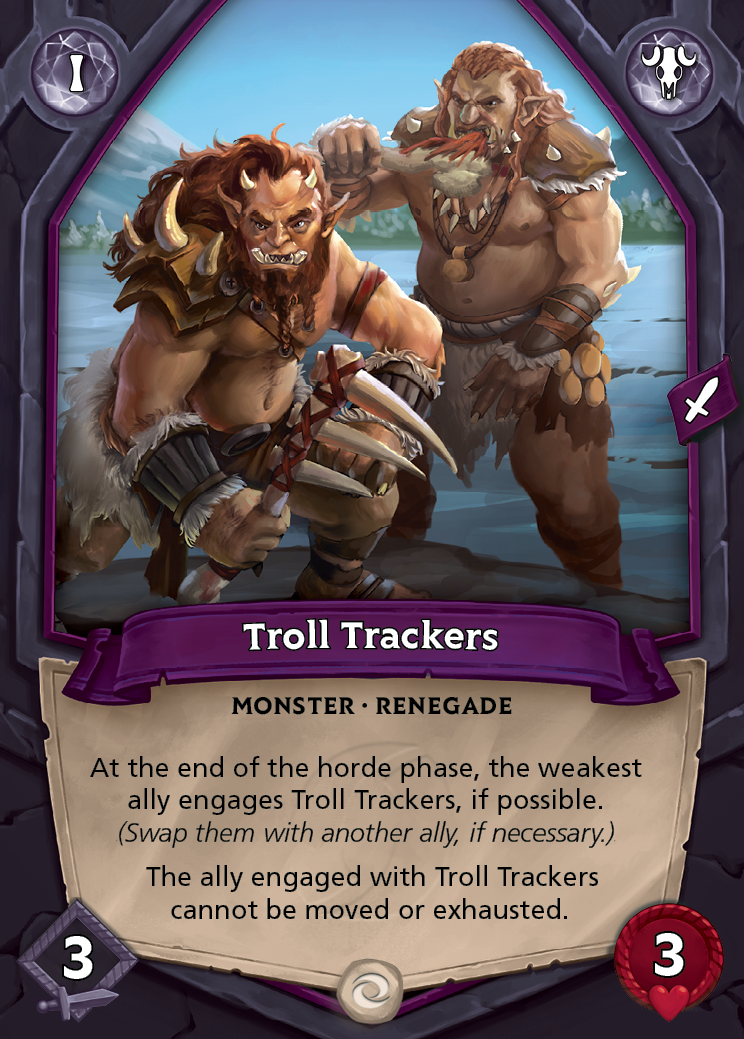 I
Troll Trackers
MONSTER · RENEGADE
At the end of the horde phase, the weakest
ally engages Troll Trackers, if possible.
(Swap them with another ally, if necessary.)
The ally engaged with Troll Trackers
cannot be moved or exhausted.
3
3